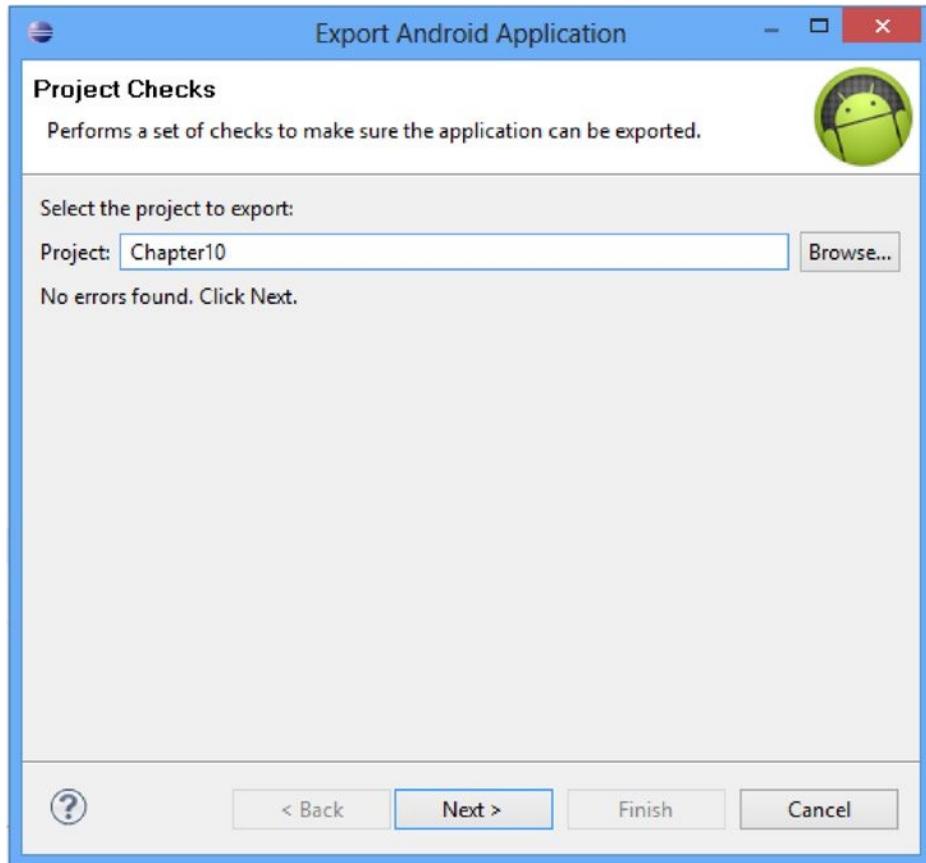 Export Android Application
Project Checks
Performs a set of checks to make sure the application can be exported.
Select the project to export:
Project: Chapter10 Browse...
No errors found. Click Next.
? < Back Next > Finish Cancel